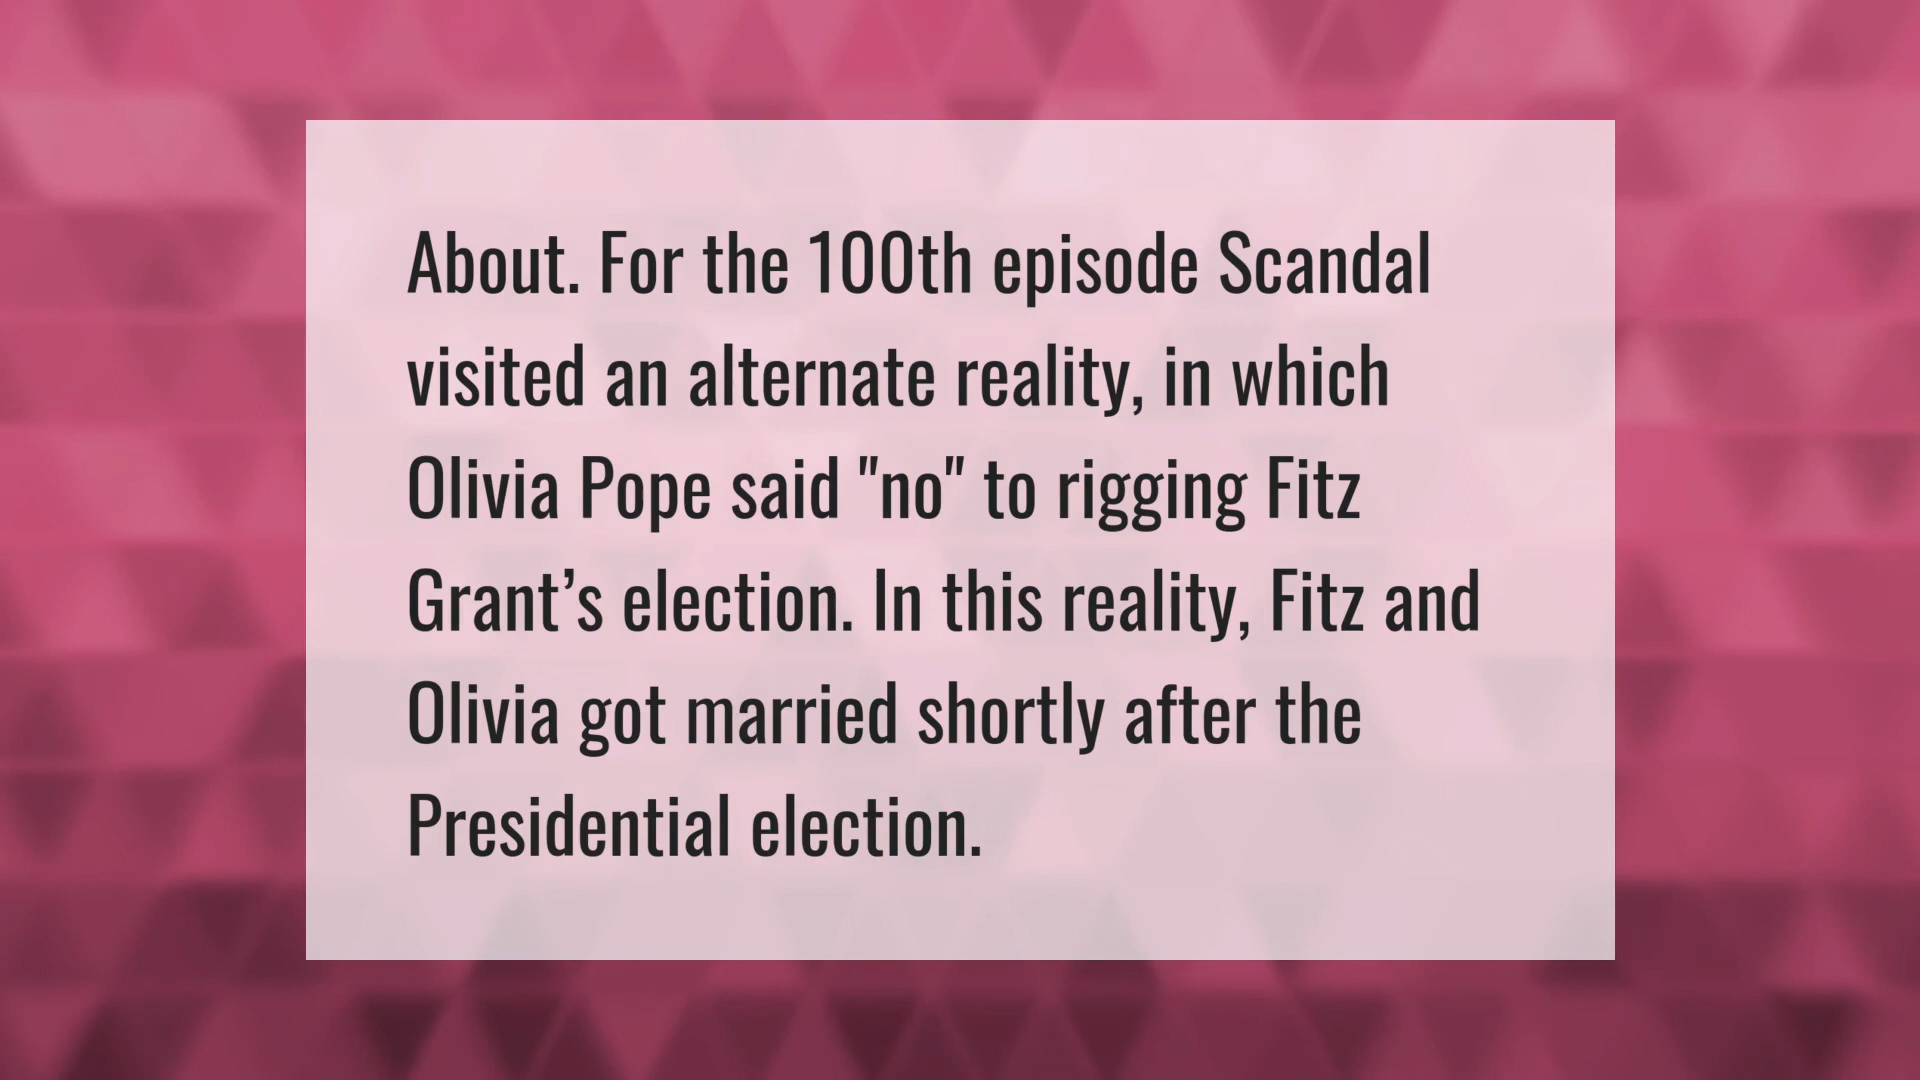 About. For the 100th episode Scandal
visited an alternate reality, in which
Olivia Pope said "no" to rigging Fitz
Grant’s election. In this reality, Fitz and
Olivia got married shortly after the
Presidential election.